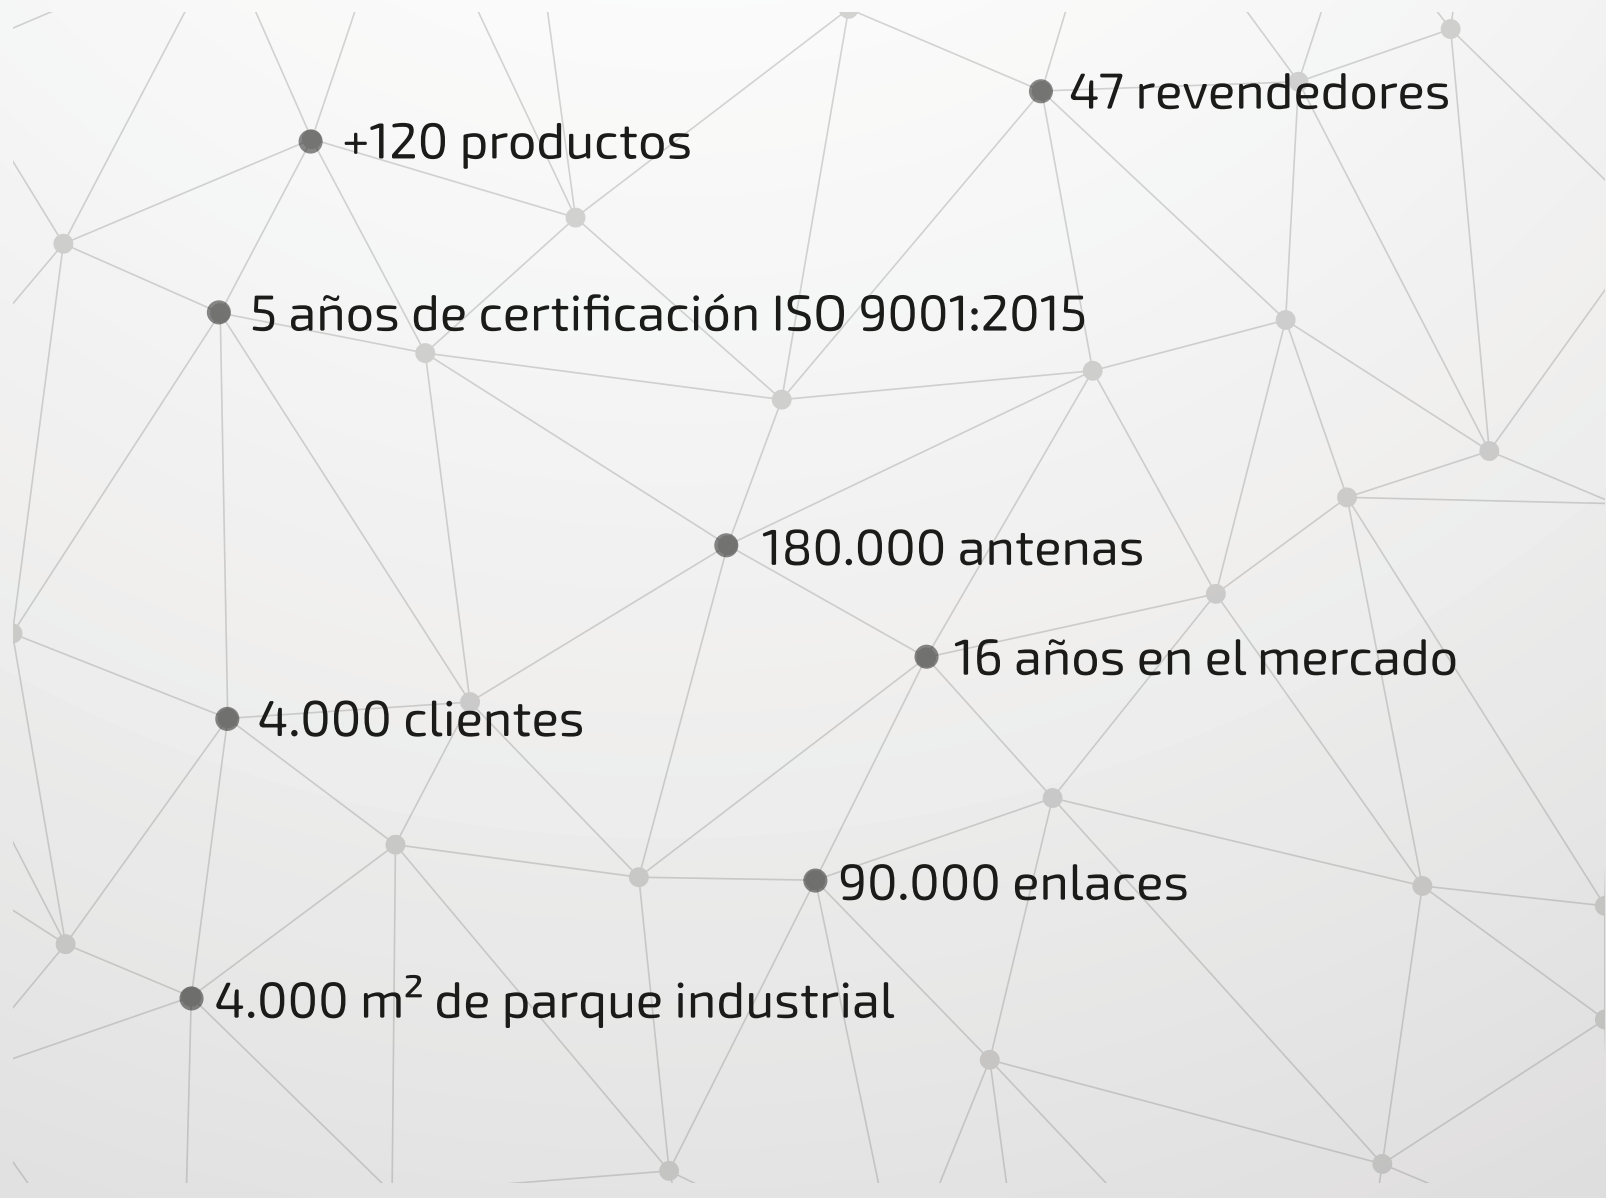 47 revendedores
+120 productos
5 años de certificación ISO 9001:2015
180.000 antenas
16 años en el mercado
4.000 clientes
90.000 enlaces
4.000 m² de parque industrial